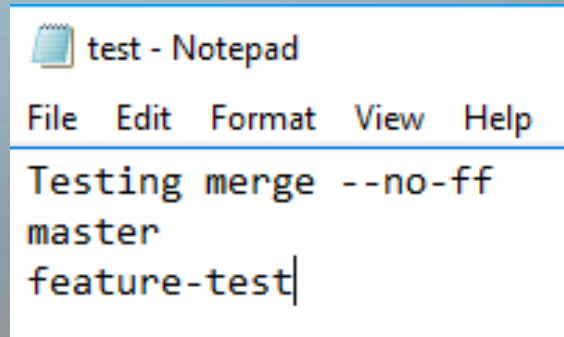 test - Notepad
File Edit Format View Help
Testing merge --no-ff
master
feature-test